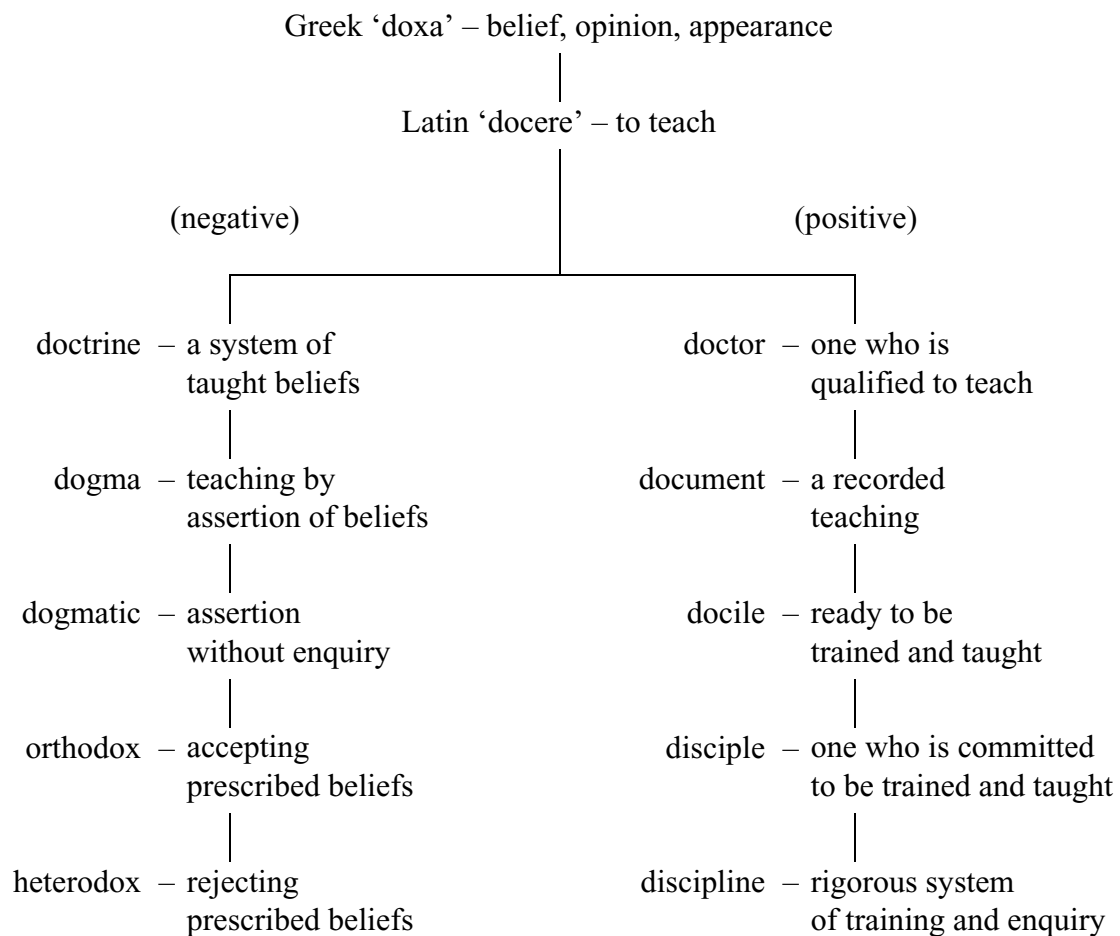 Greek ‘doxa’ – belief, opinion, appearance
Latin ‘docere’ – to teach
(negative)
(positive)
doctrine – a system of
taught beliefs
dogma – teaching by
assertion of beliefs
dogmatic – assertion
without enquiry
orthodox – accepting
prescribed beliefs
heterodox – rejecting
prescribed beliefs
doctor – one who is
qualified to teach
document – a recorded
teaching
docile – ready to be
trained and taught
disciple – one who is committed
to be trained and taught
discipline – rigorous system
of training and enquiry